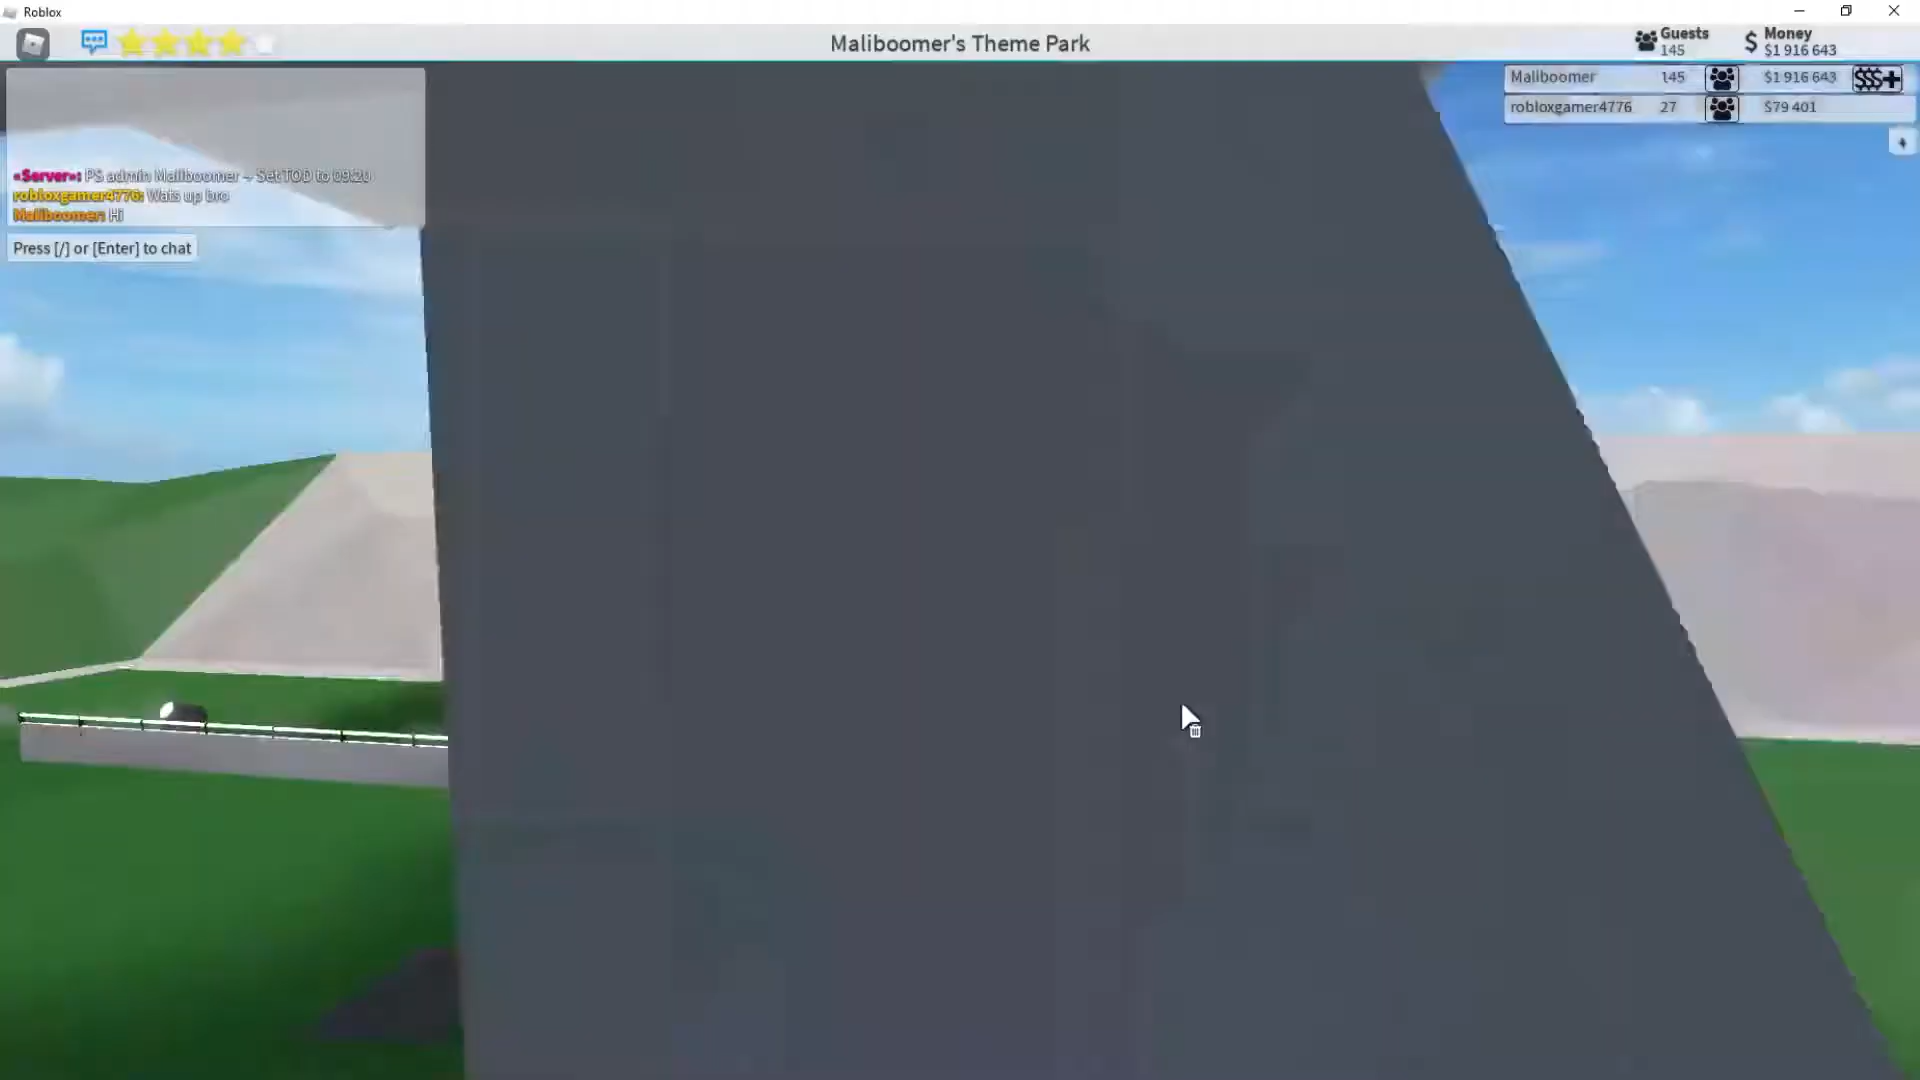 Roblox
Maliboomer's Theme Park
Guests
145
$ Money
$1 916 643
Maliboomer 145 $1 916 643 $$$+
robloxgamer4776 27 $79 401
«Server»: PS admin Maliboomer ~ Set TOD to 09:20
robloxgamer4776: Wats up bro
Maliboomer: Hi
Press [/] or [Enter] to chat